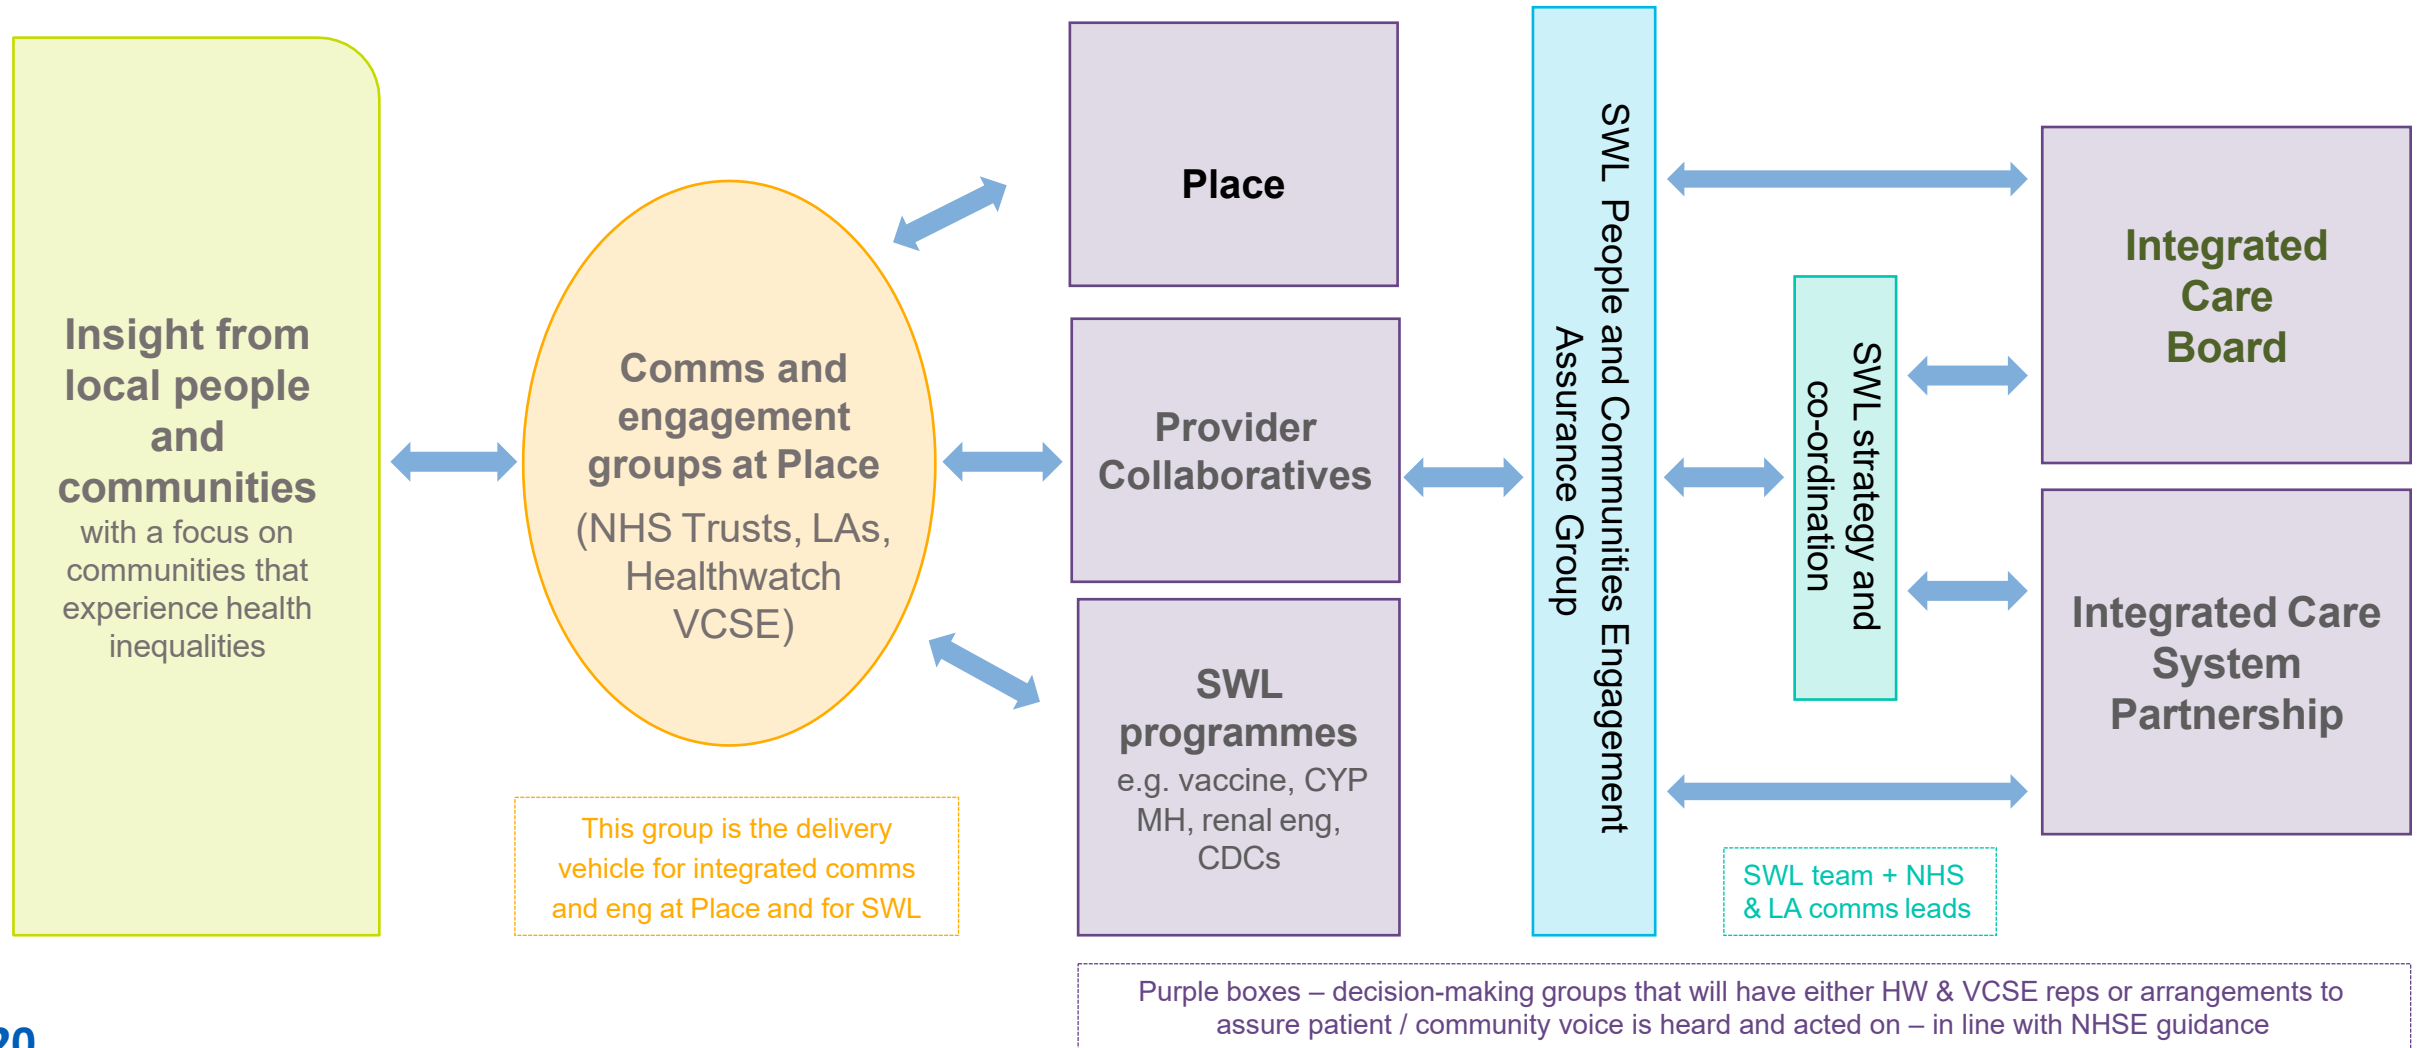 Insight from
local people
and
communities
with a focus on
communities that
experience health
inequalities
Comms and
engagement
groups at Place
(NHS Trusts, LAs,
Healthwatch
VCSE)
This group is the delivery
vehicle for integrated comms
and eng at Place and for SWL
Place
Provider
Collaboratives
SWL
programmes
e.g. vaccine, CYP
MH, renal eng,
CDCs
SWL People and Communities Engagement
Assurance Group
SWL strategy and
co-ordination
SWL team + NHS
& LA comms leads
Integrated
Care
Board
Integrated Care
System
Partnership
Purple boxes – decision-making groups that will have either HW & VCSE reps or arrangements to
assure patient / community voice is heard and acted on – in line with NHSE guidance
20